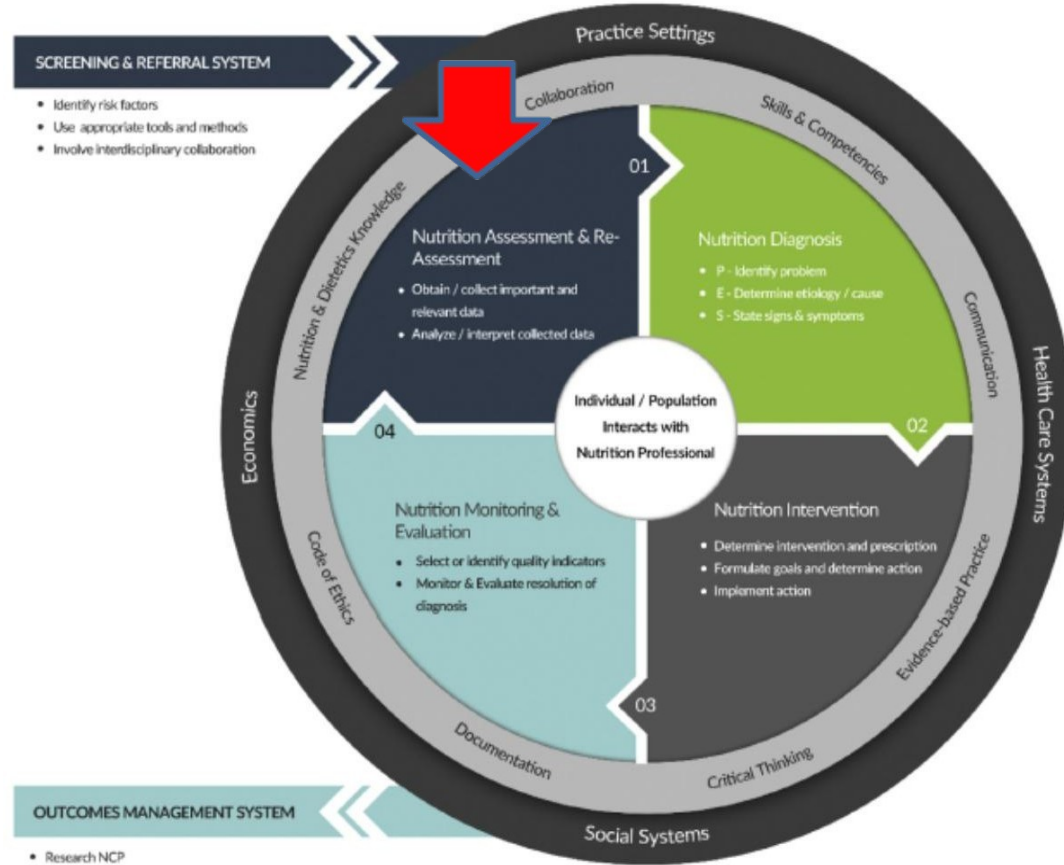 Practice Settings
SCREENING & REFERRAL SYSTEM
• Identify risk factors
• Use appropriate tools and methods
• Involve interdisciplinary collaboration
Collaboration
Skills & Competencies
Nutrition & Dietetics Knowledge
Communication
Economics
Health Care Systems
01
Nutrition Assessment & Re-
Assessment
• Obtain / collect important and
relevant data
• Analyze / interpret collected data
Nutrition Diagnosis
• P - Identify problem
• E - Determine etiology / cause
• S - State signs & symptoms
Individual / Population
Interacts with
Nutrition Professional
04
02
Nutrition Monitoring &
Evaluation
• Select or identify quality indicators
• Monitor & Evaluate resolution of
diagnosis
Nutrition Intervention
• Determine intervention and prescription
• Formulate goals and determine action
• Implement action
03
Code of Ethics
Evidence-based Practice
Documentation
Critical Thinking
Social Systems
OUTCOMES MANAGEMENT SYSTEM
• Research NCP